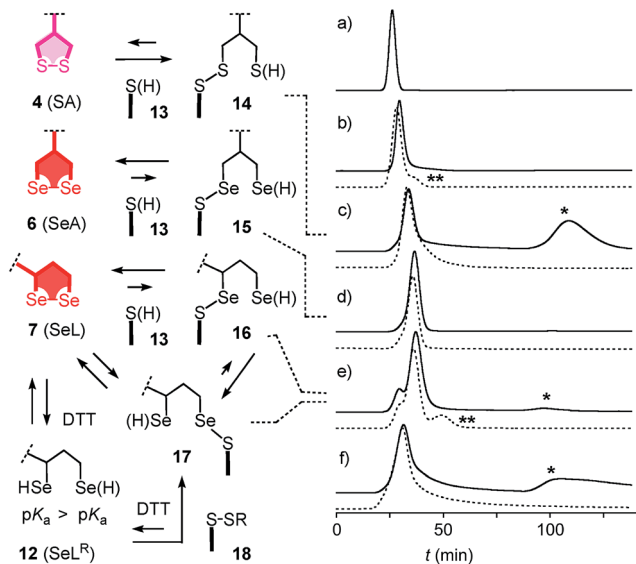 S–S
S
S
S(H)
S(H)
4 (SA)
13
14
Se–Se
Se
Se(H)
S
S(H)
6 (SeA)
13
15
Se–Se
Se
Se(H)
S
S(H)
7 (SeL)
13
16
(H)Se
Se
S
17
DTT
HSe
Se(H)
pKa > pKa
12 (SeL^R)
DTT
S–SR
18
a)
b)
**
c)
*
d)
e)
*
**
f)
*
0
50
100
t (min)